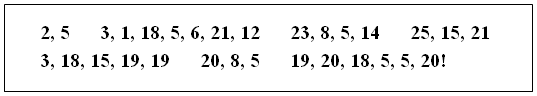 2, 5 3, 1, 18, 5, 6, 21, 12 23, 8, 5, 14 25, 15, 21
3, 18, 15, 19, 19 20, 8, 5 19, 20, 18, 5, 5, 20!